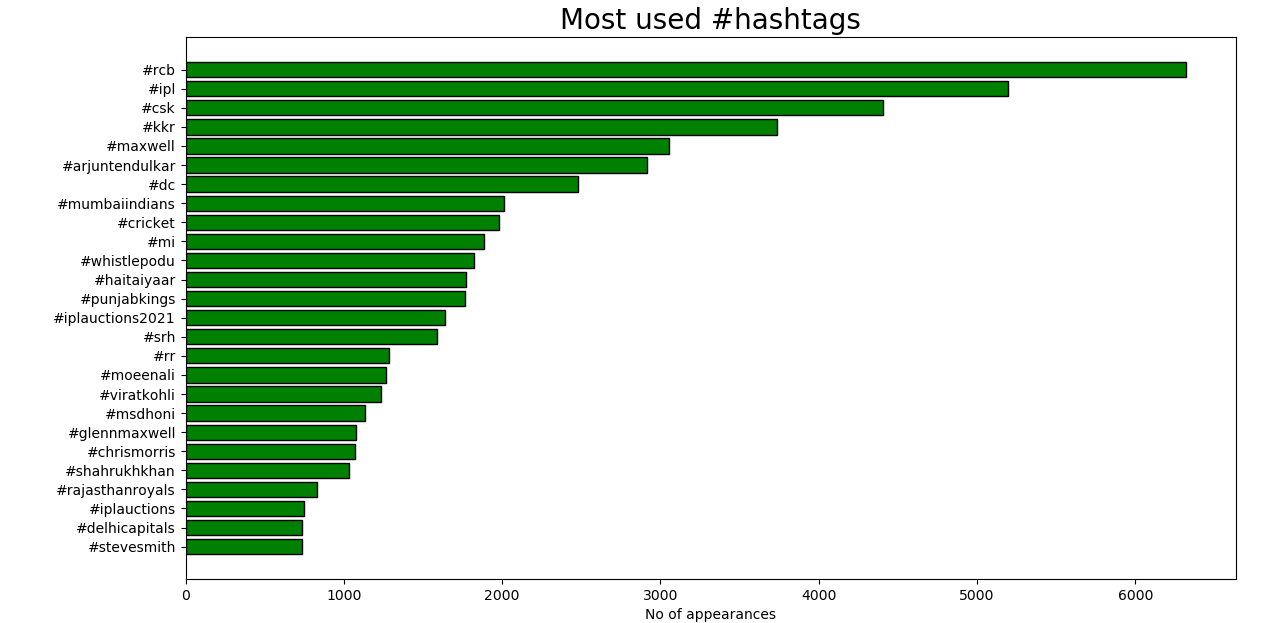 Most used #hashtags
#rcb
#ipl
#csk
#kkr
#maxwell
#arjuntendulkar
#dc
#mumbaiindians
#cricket
#mi
#whistlepodu
#haitaiyaar
#punjabkings
#iplauctions2021
#srh
#rr
#moeenali
#viratkohli
#msdhoni
#glennmaxwell
#chrismorris
#shahrukhkhan
#rajasthanroyals
#iplauctions
#delhicapitals
#stevesmith
0 1000 2000 3000 4000 5000 6000
No of appearances